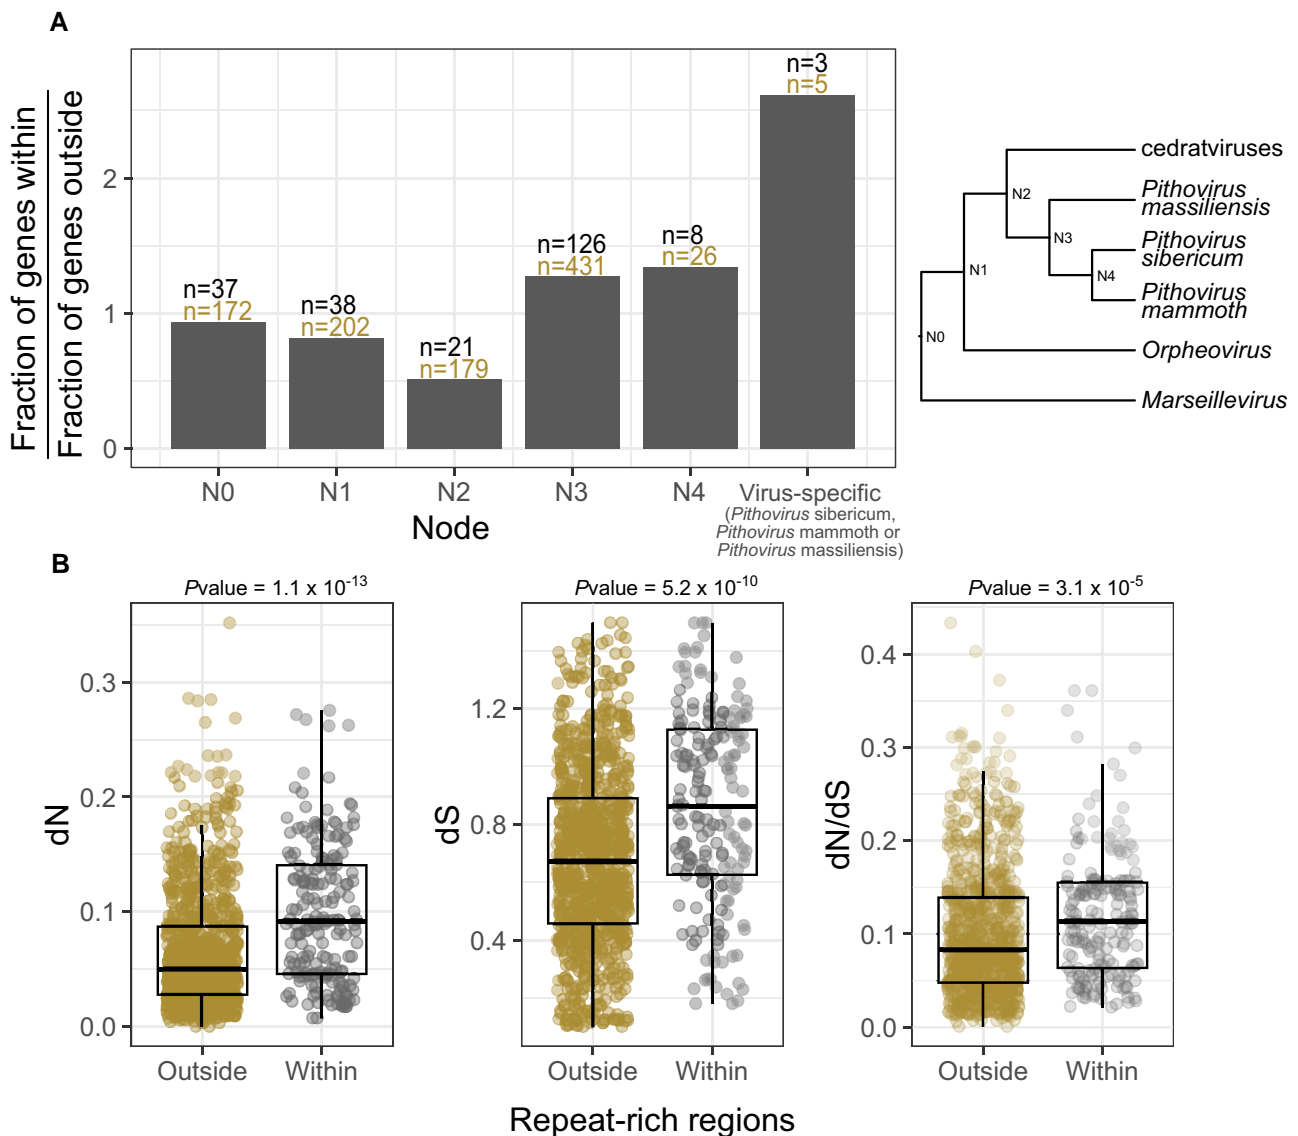 A
Fraction of genes within
Fraction of genes outside
2
1
0
n=37
n=172
n=38
n=202
n=21
n=179
n=126
n=431
n=8
n=26
n=3
n=5
N0
N1
N2
N3
N4
Virus-specific
(Pithovirus sibericum,
Pithovirus mammoth or
Pithovirus massiliensis)
Node
cedratviruses
Pithovirus
massiliensis
Pithovirus
sibericum
Pithovirus
mammoth
Orpheovirus
Marseillevirus
N2
N3
N1
N4
N0
B
Pvalue = 1.1 x 10-13
dN
0.3
0.2
0.1
0.0
Outside
Within
Pvalue = 5.2 x 10-10
dS
1.2
0.8
0.4
Outside
Within
Pvalue = 3.1 x 10-5
dN/dS
0.4
0.3
0.2
0.1
0.0
Outside
Within
Repeat-rich regions